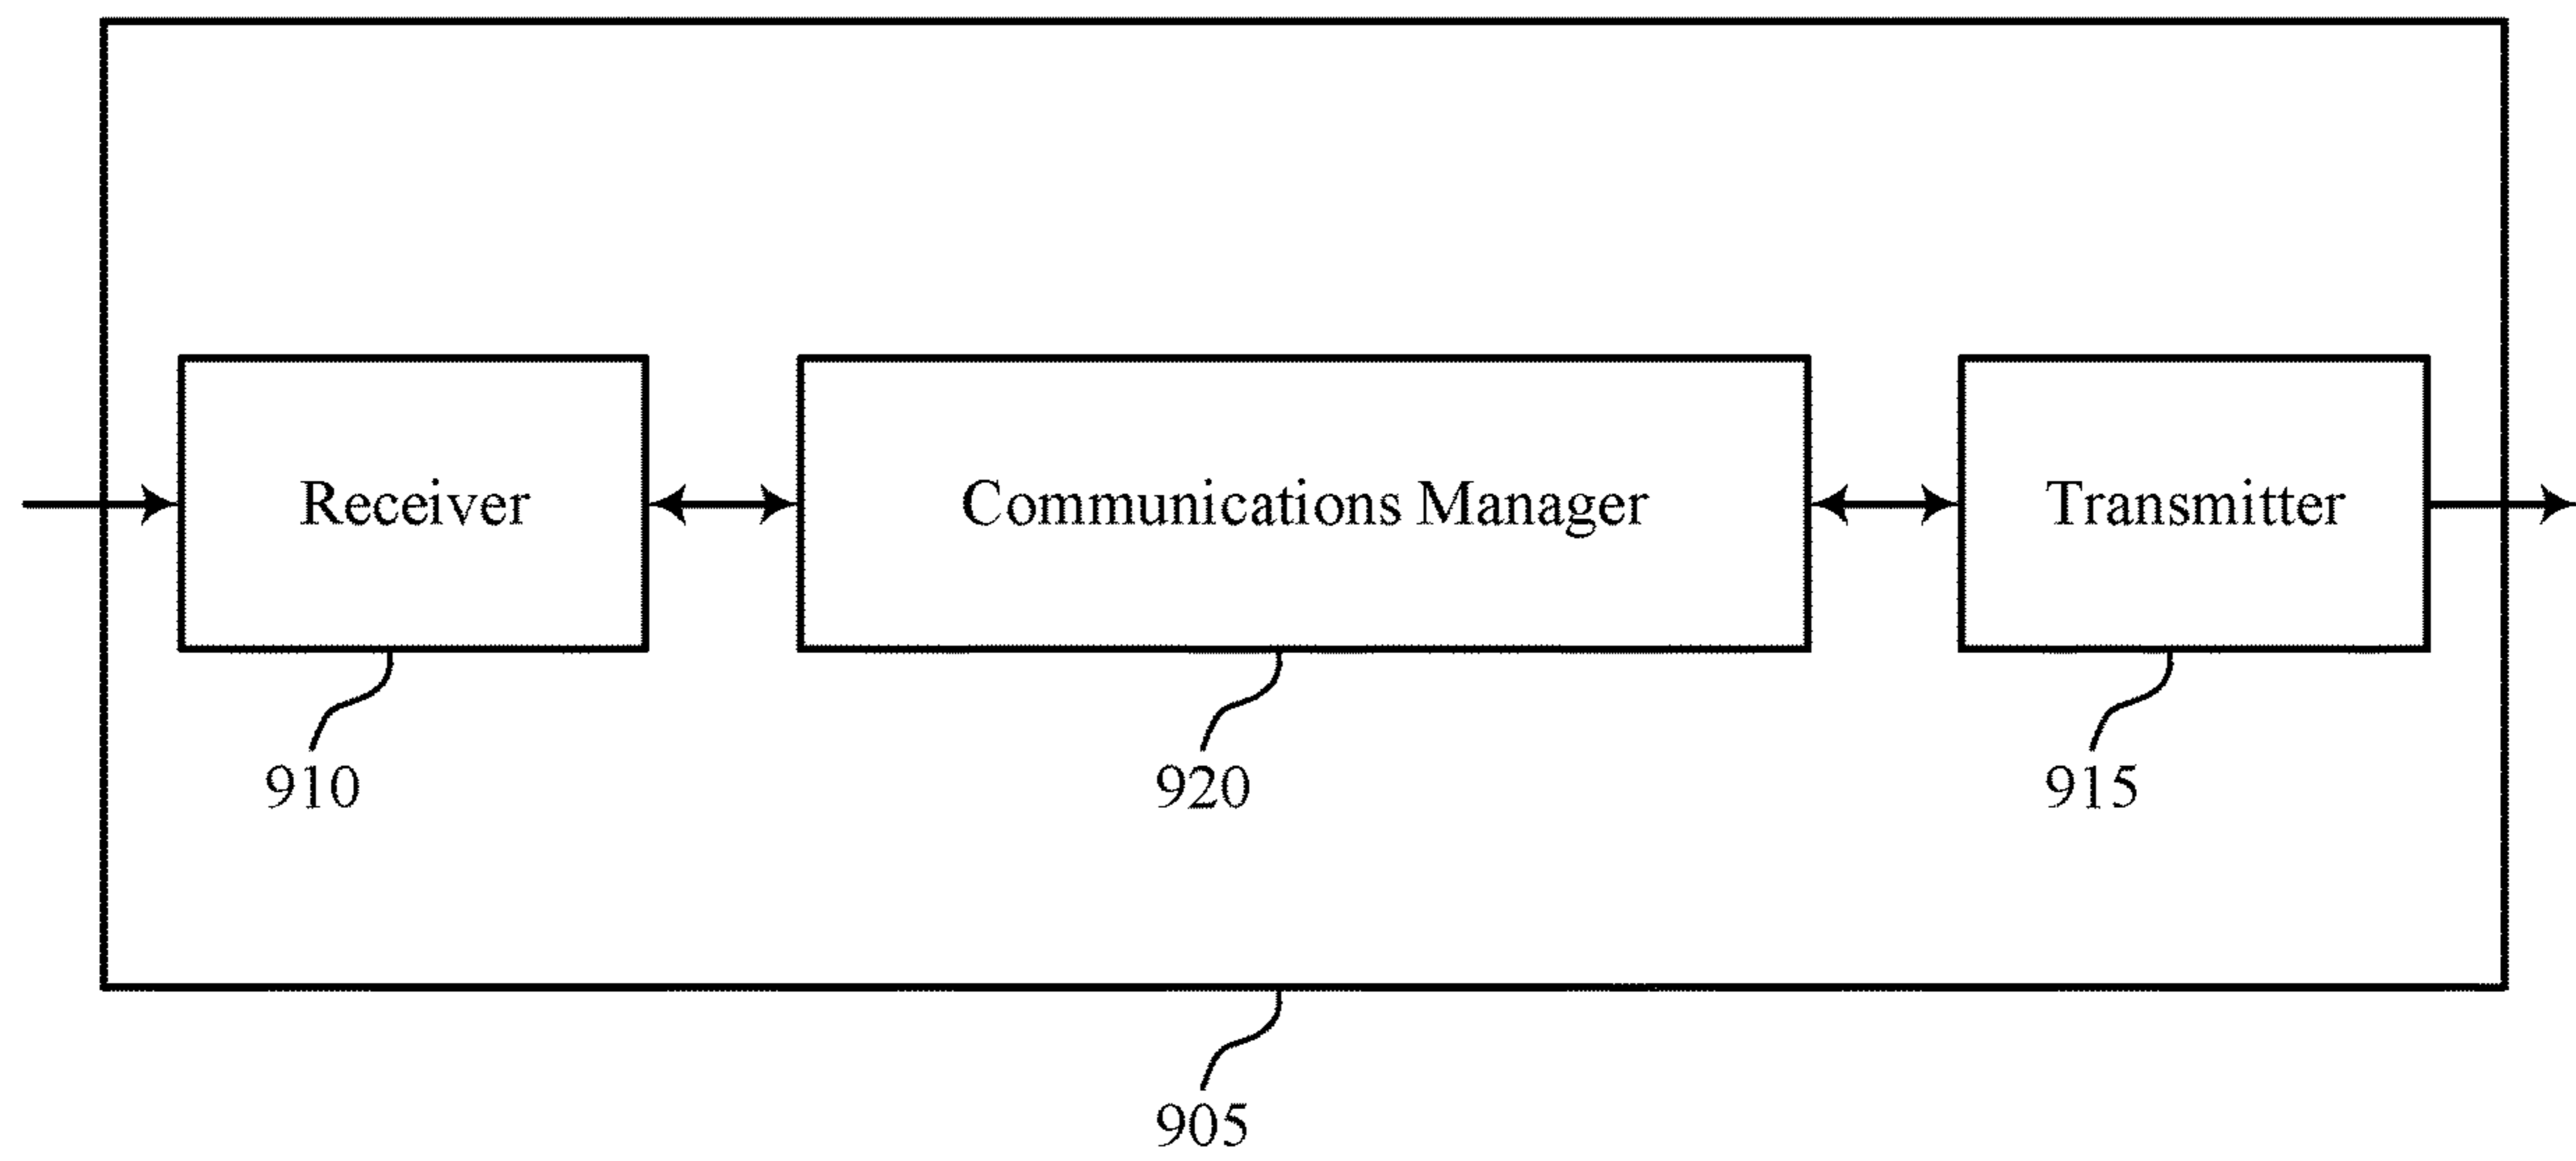 Receiver
Communications Manager
Transmitter
910
920
915
905